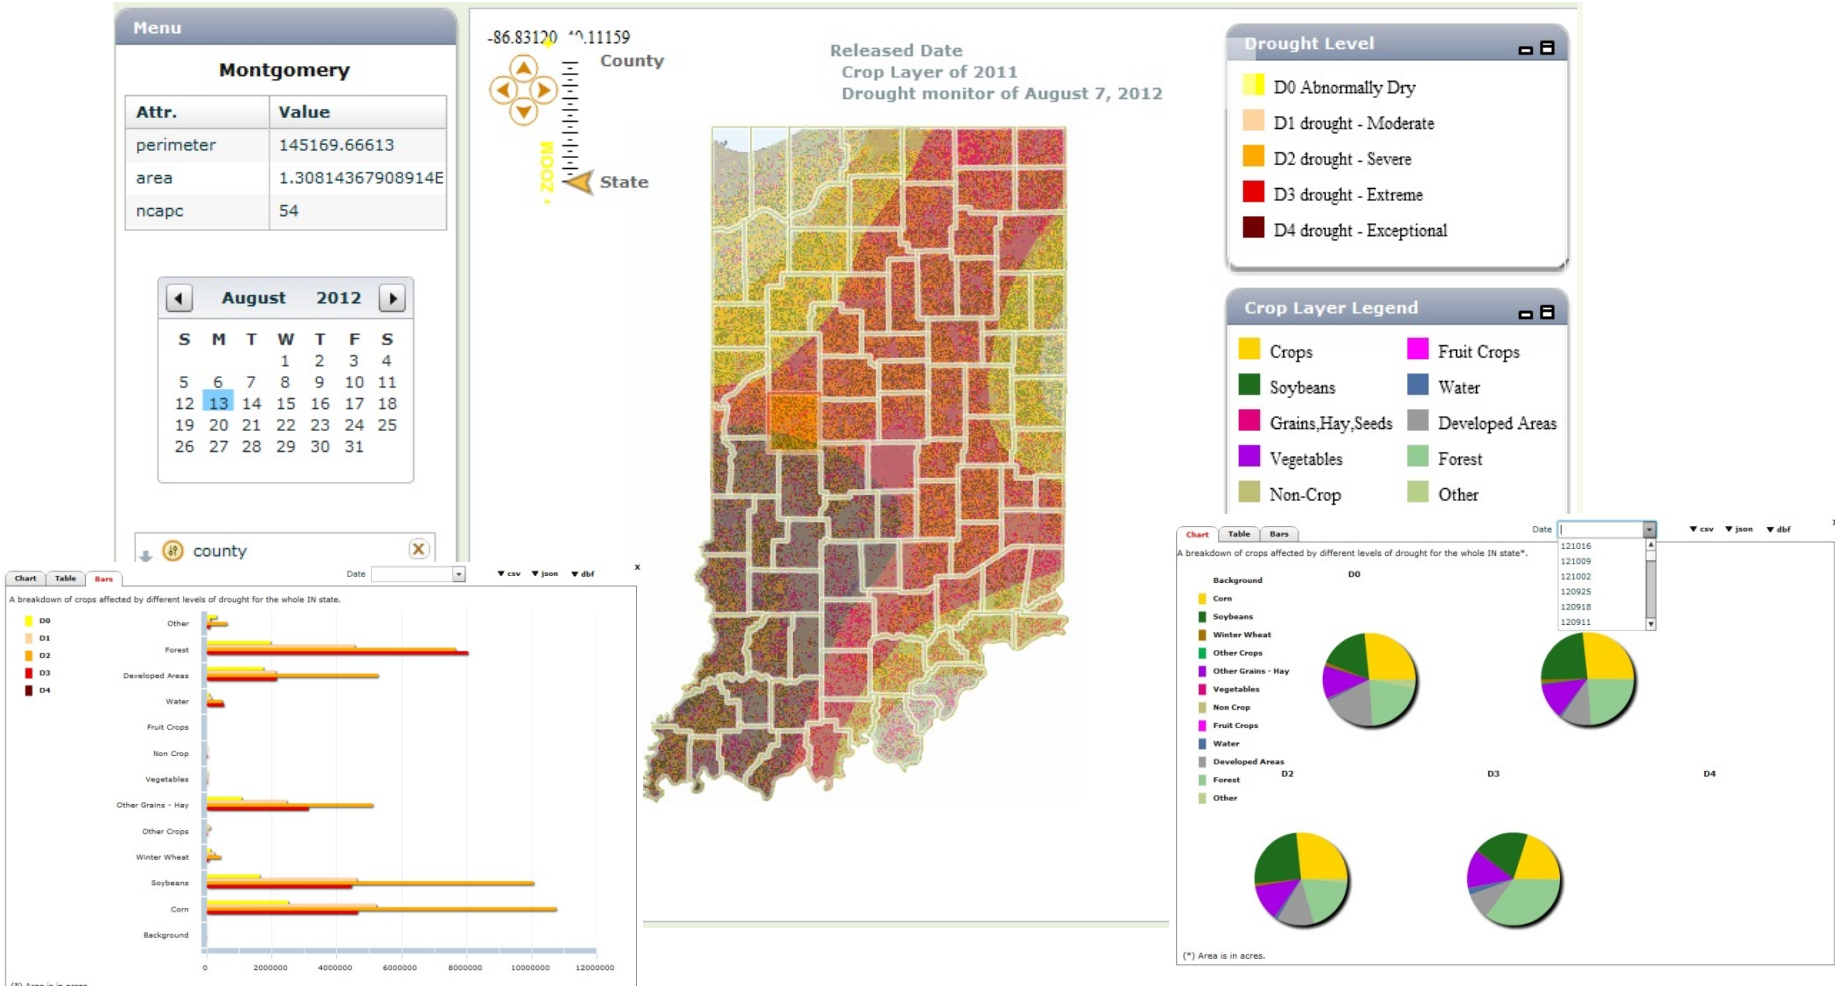 Menu
Montgomery
Attr. Value
perimeter 145169.66613
area 1.30814367908914E
ncapc 54
August 2012
S M T W T F S
1 2 3 4
5 6 7 8 9 10 11
12 13 14 15 16 17 18
19 20 21 22 23 24 25
26 27 28 29 30 31
county
-86.83120 40.11159
County
ZOOM
State
Released Date
Crop Layer of 2011
Drought monitor of August 7, 2012
Drought Level
D0 Abnormally Dry
D1 drought - Moderate
D2 drought - Severe
D3 drought - Extreme
D4 drought - Exceptional
Crop Layer Legend
Crops Fruit Crops
Soybeans Water
Grains,Hay,Seeds Developed Areas
Vegetables Forest
Non-Crop Other
Chart Table Bars
Date
▼ csv ▼ json ▼ dbf
x
A breakdown of crops affected by different levels of drought for the whole IN state.
D0
D1
D2
D3
D4
Other
Forest
Developed Areas
Water
Fruit Crops
Non Crop
Vegetables
Other Grains - Hay
Other Crops
Winter Wheat
Soybeans
Corn
Background
0 2000000 4000000 6000000 8000000 10000000 12000000
(*) Area is in acres.
Chart Table Bars
Date
▼ csv ▼ json ▼ dbf
121016
121009
121002
120925
120918
120911
A breakdown of crops affected by different levels of drought for the whole IN state*.
Background
Corn
Soybeans
Winter Wheat
Other Crops
Other Grains - Hay
Vegetables
Non Crop
Fruit Crops
Water
Developed Areas
Forest
Other
D0
D2
D3
D4
(*) Area is in acres.